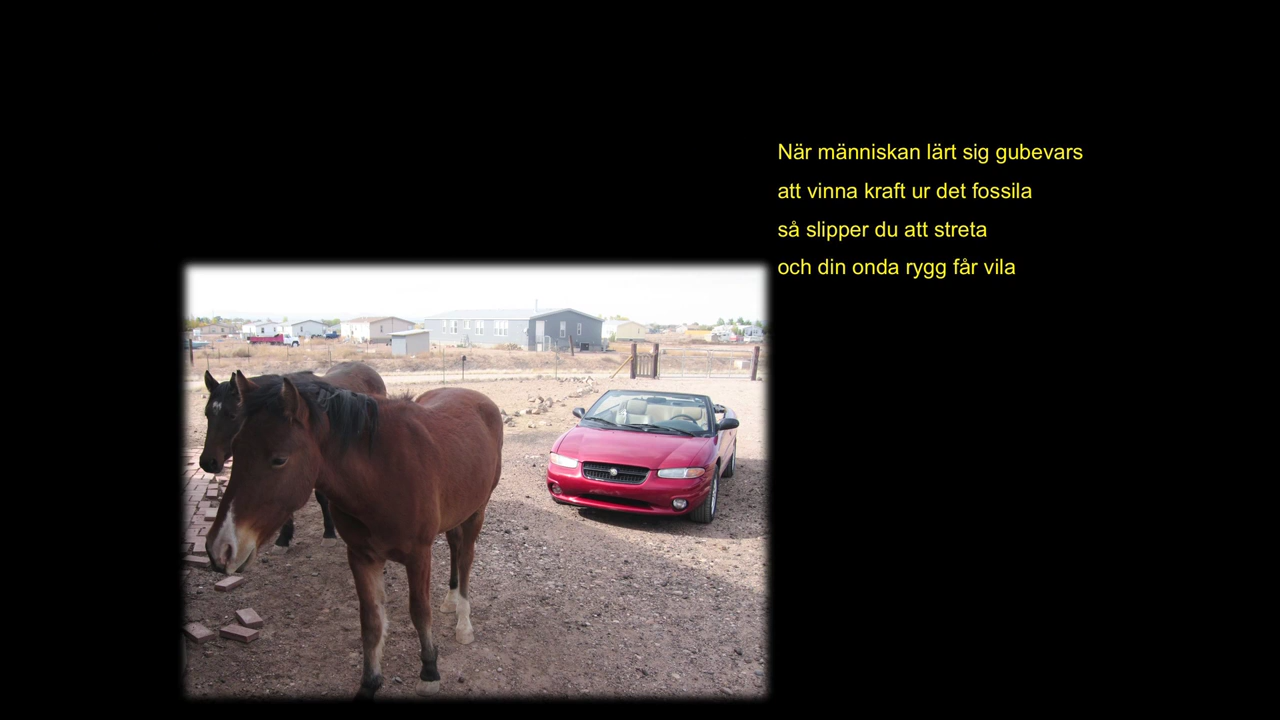 När människan lärt sig gubevars
att vinna kraft ur det fossila
så slipper du att streta
och din onda rygg får vila